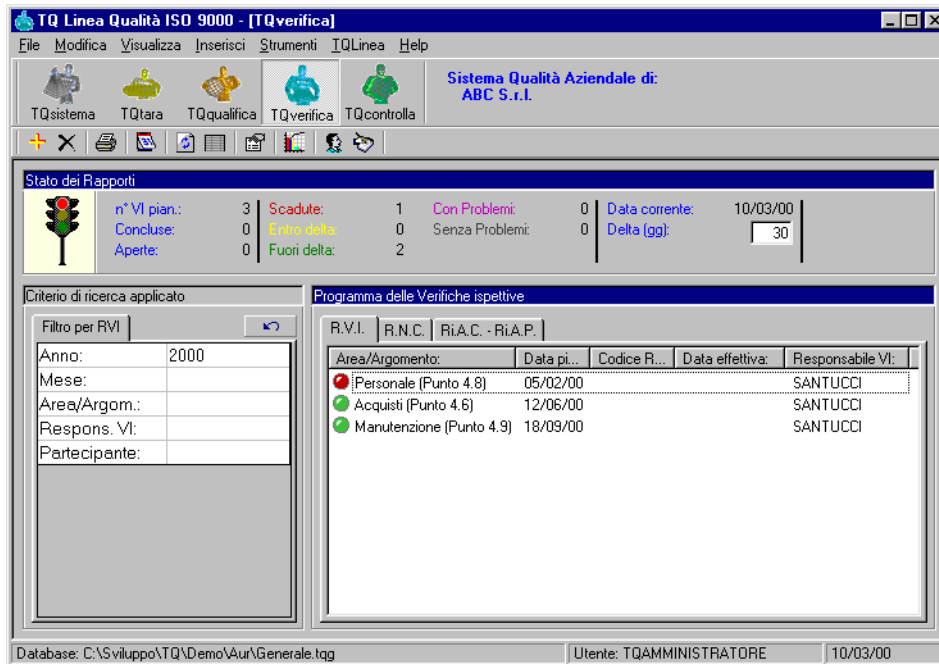 TQ Linea Qualità ISO 9000 - [TQverifica]
File Modifica Visualizza Inserisci Strumenti TQLinea Help
TQsistema TQtara TQqualifica TQverifica TQcontrolla
Sistema Qualità Aziendale di:
ABC S.r.l.
Stato dei Rapporti
n° VI pian.: 3 Scadute: 1 Con Problemi: 0 Data corrente: 10/03/00
Concluse: 0 Entro delta: 0 Senza Problemi: 0 Delta (gg): 30
Aperte: 0 Fuori delta: 2
Criterio di ricerca applicato
Filtro per RVI
Anno: 2000
Mese:
Area/Argom.:
Respons. VI:
Partecipante:
Programma delle Verifiche ispettive
R.V.I. R.N.C. Ri.A.C. - Ri.A.P.
Area/Argomento: Data pi... Codice R... Data effettiva: Responsabile VI:
Personale (Punto 4.8) 05/02/00 SANTUCCI
Acquisti (Punto 4.6) 12/06/00 SANTUCCI
Manutenzione (Punto 4.9) 18/09/00 SANTUCCI
Database: C:\Sviluppo\TQ\Demo\Aur\Generale.tqg Utente: TQAMMINISTRATORE 10/03/00